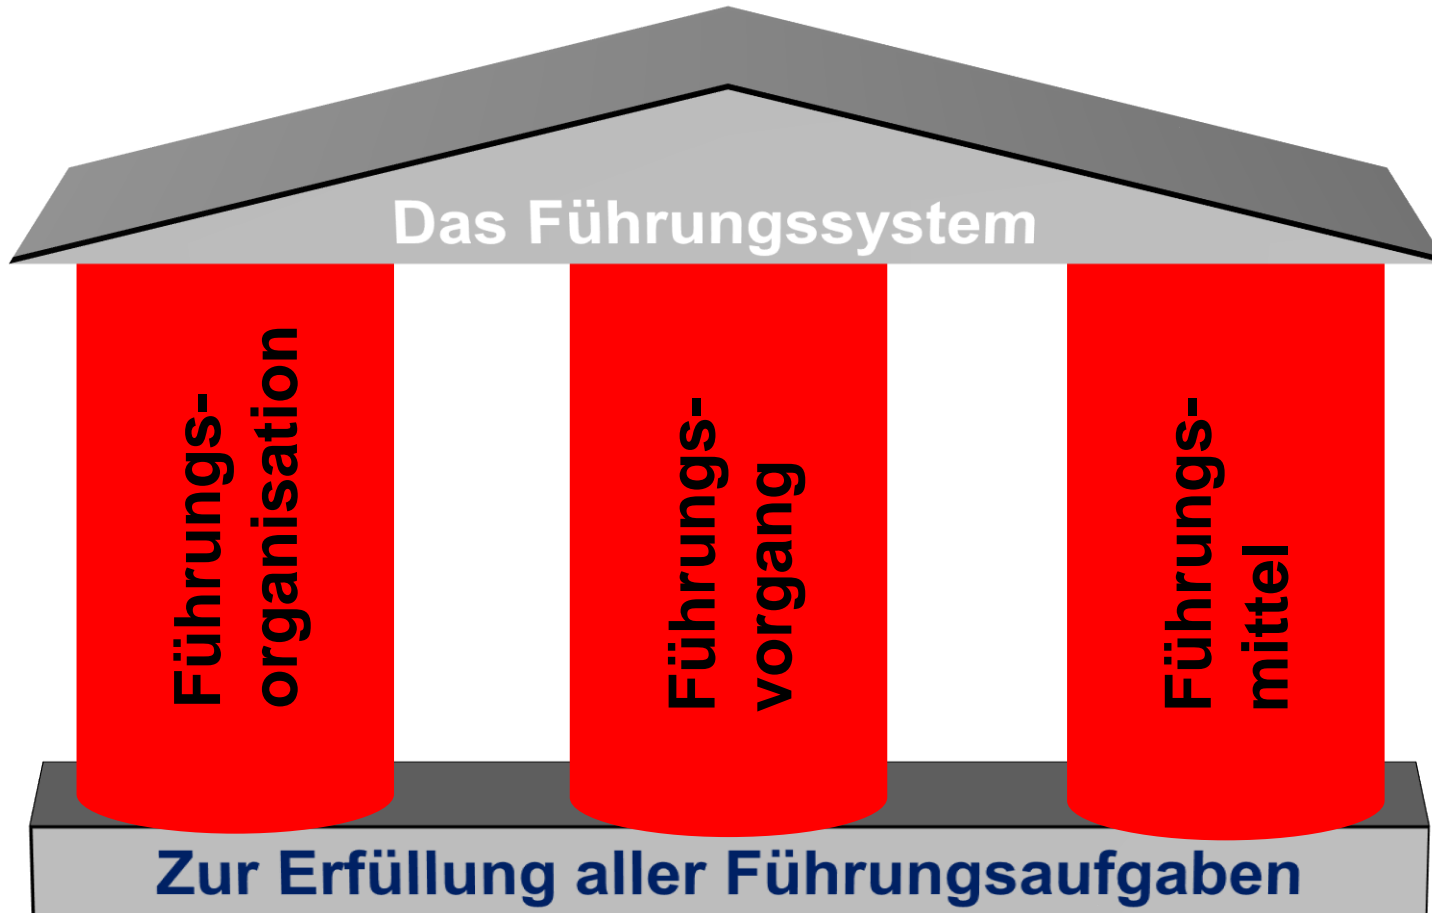 Das Führungssystem
Führungs-
organisation
Führungs-
vorgang
Führungs-
mittel
Zur Erfüllung aller Führungsaufgaben